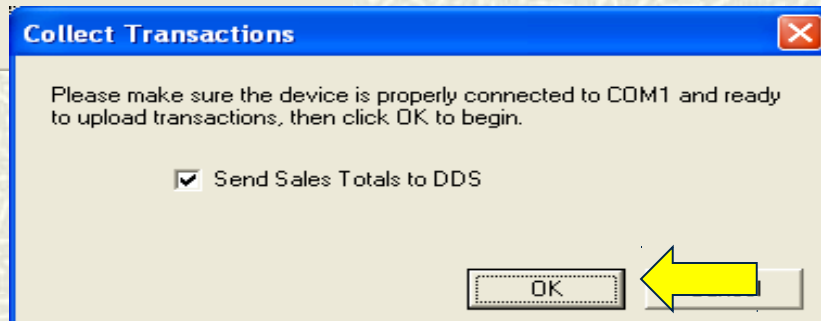 Collect Transactions
Please make sure the device is properly connected to COM1 and ready
to upload transactions, then click OK to begin.
Send Sales Totals to DDS
OK